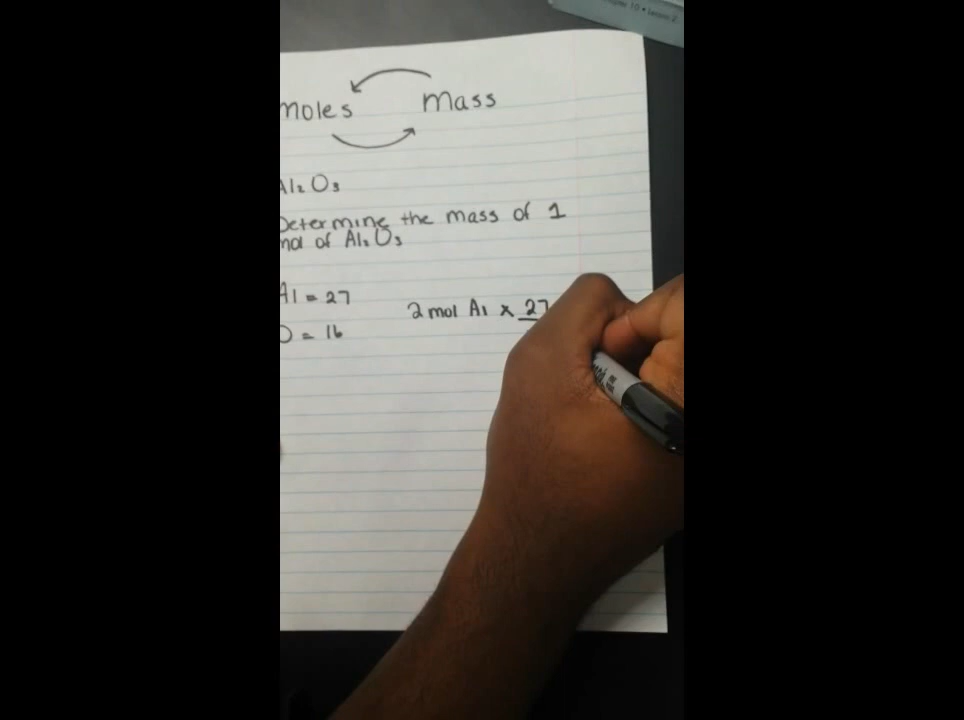 moles mass
Al₂O₃
Determine the mass of 1
mol of Al₂O₃
Al = 27
2 mol Al x 27
O = 16